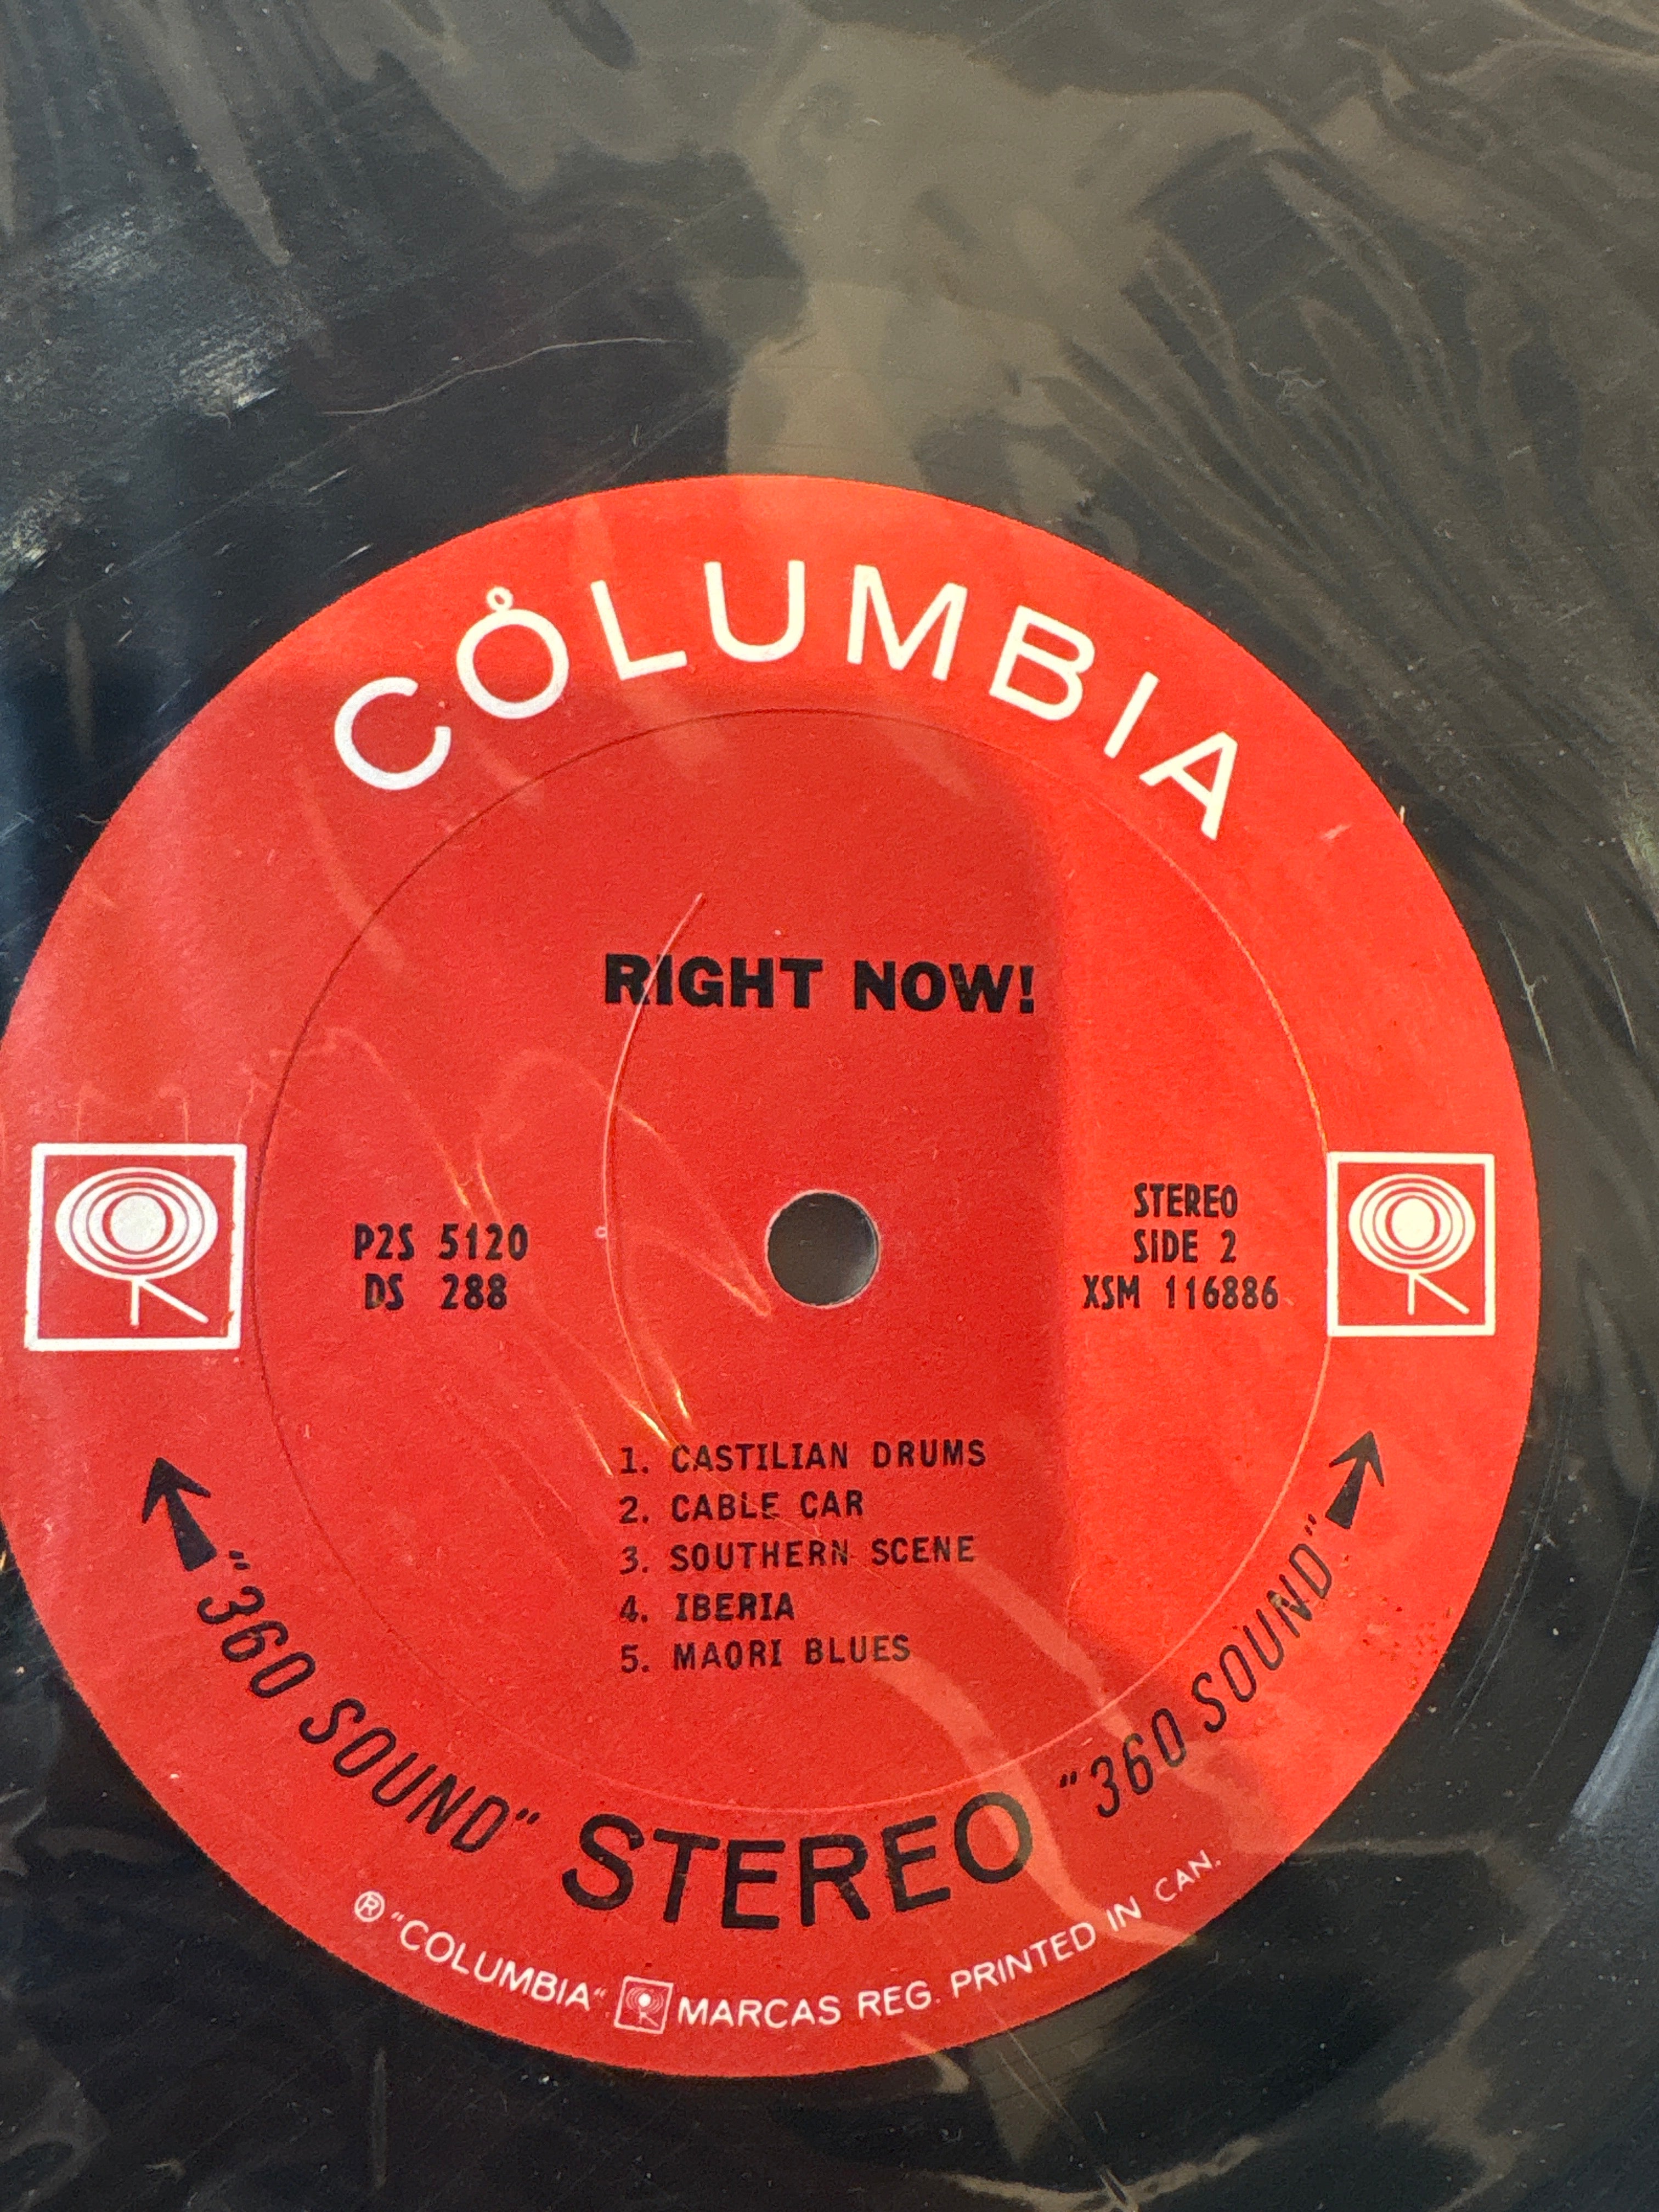 COLUMBIA
RIGHT NOW!
P2S 5120
DS 288
STEREO
SIDE 2
XSM 116886
1. CASTILIAN DRUMS
2. CABLE CAR
3. SOUTHERN SCENE
4. IBERIA
5. MAORI BLUES
"360 SOUND" STEREO "360 SOUND"
® "COLUMBIA" MARCAS REG. PRINTED IN CAN.